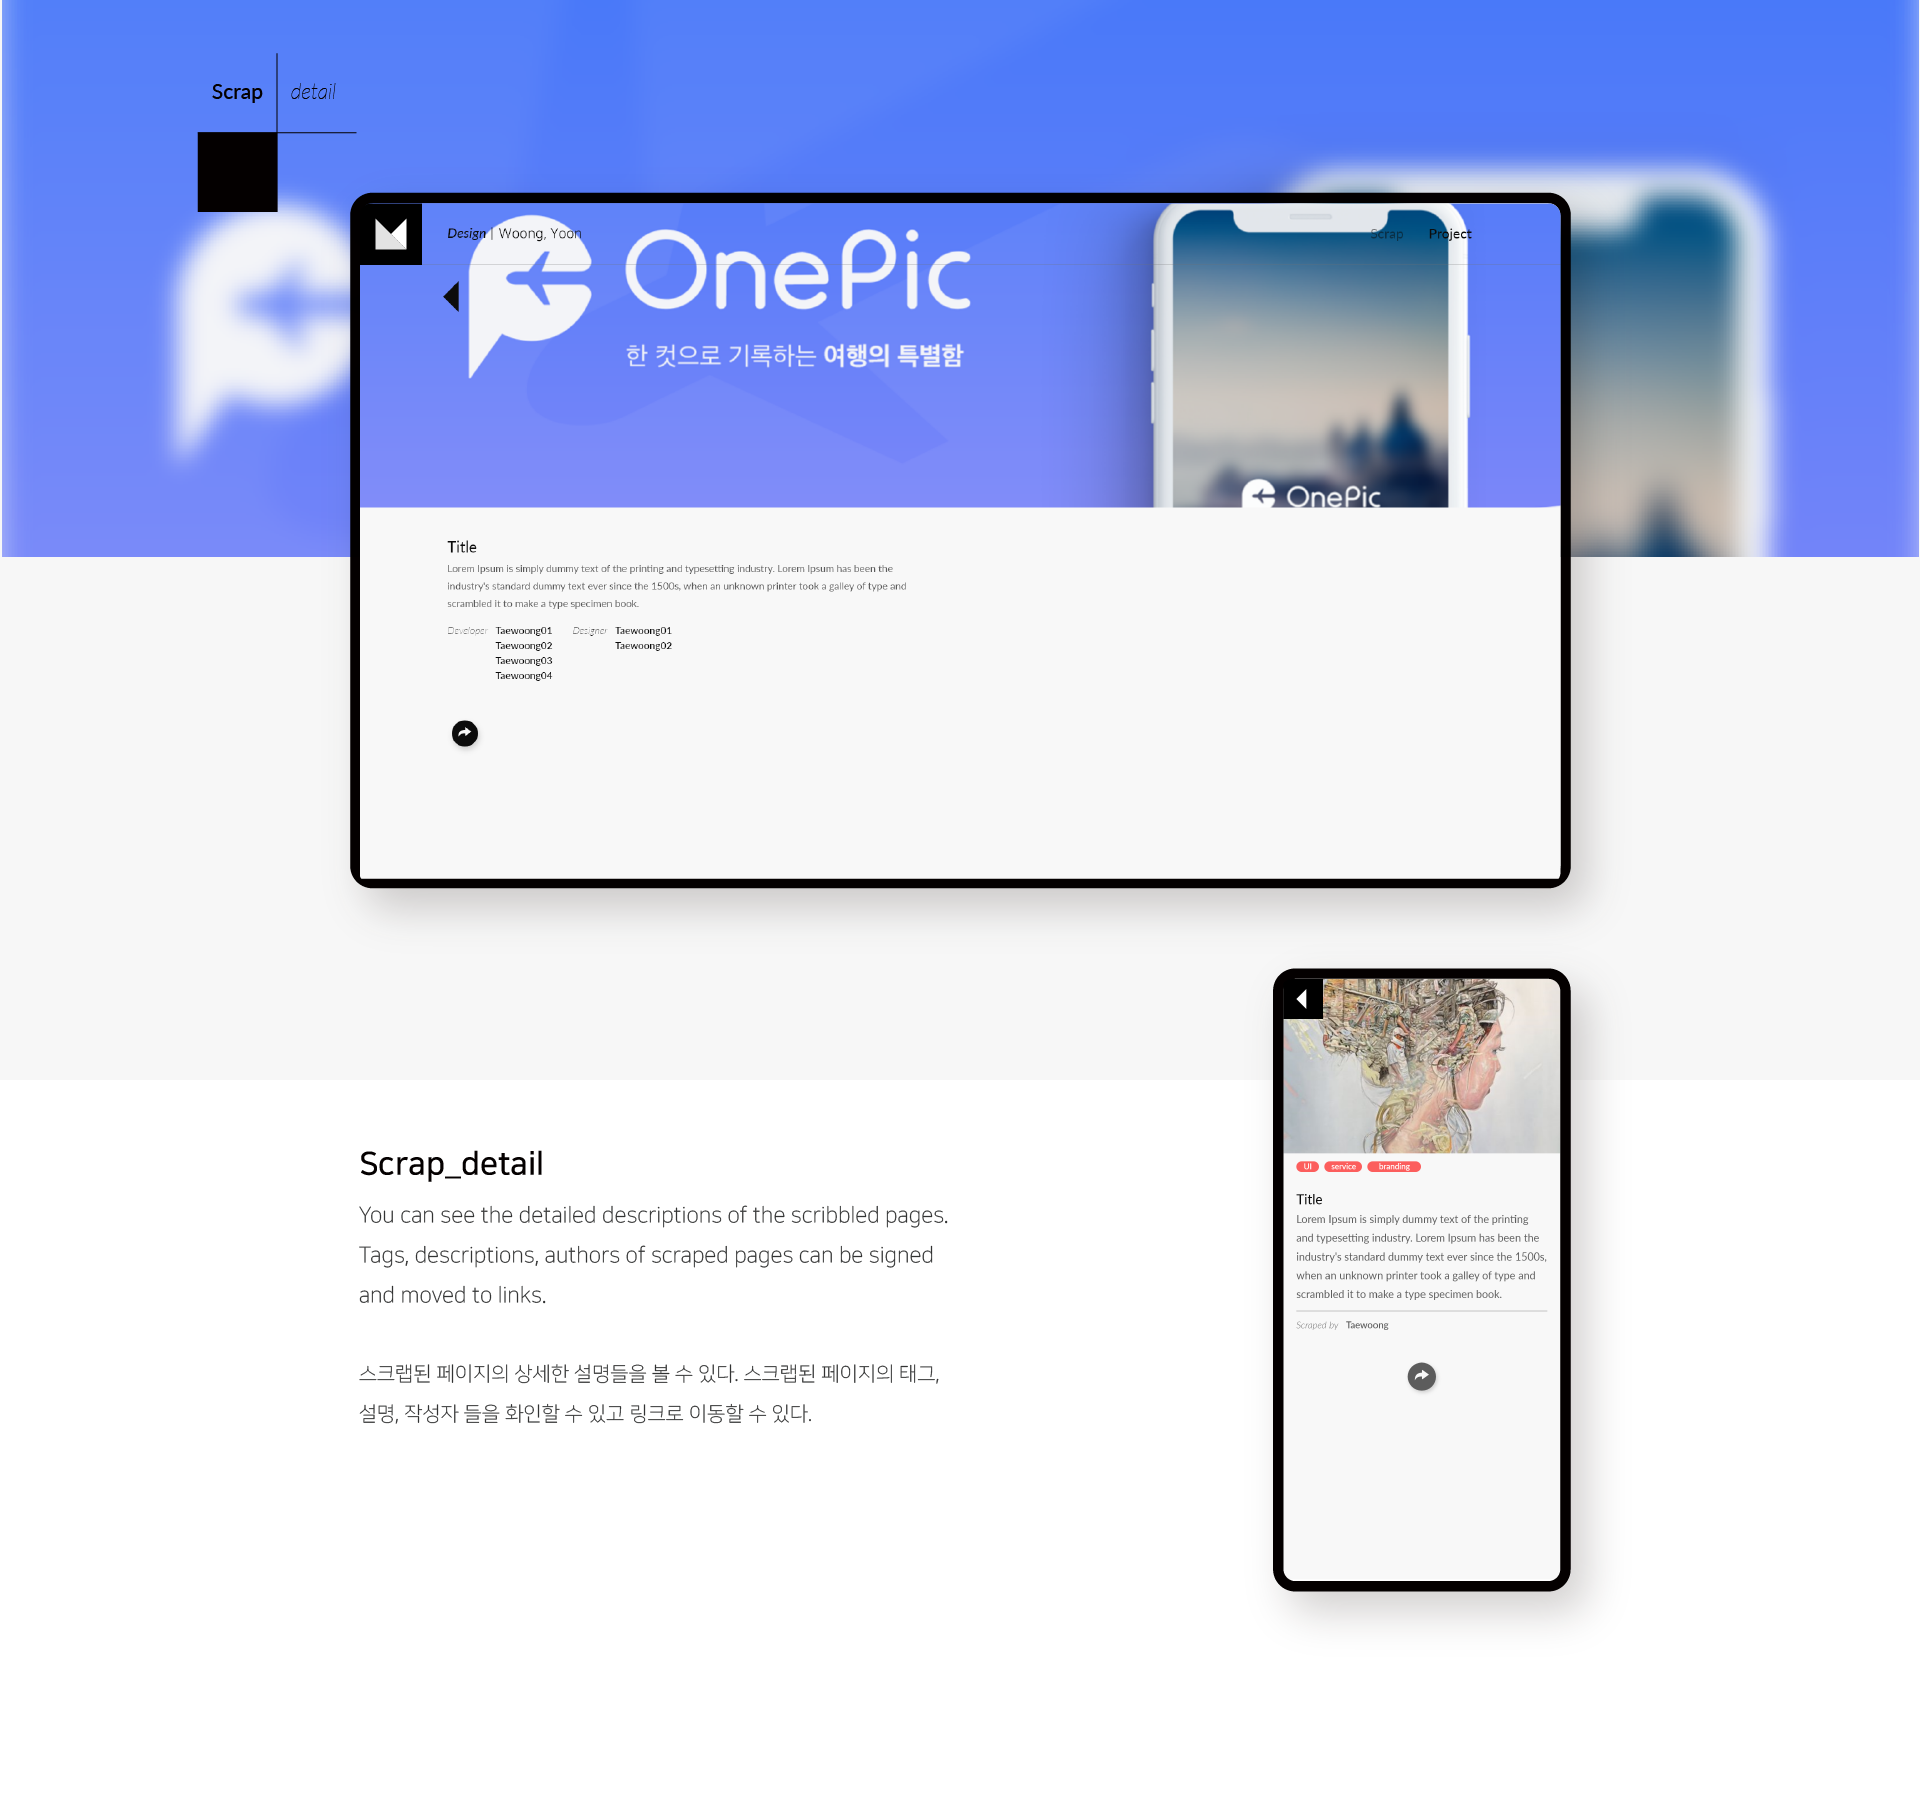 Scrap detail
Design | Woong, Yoon
Scrap Project
OnePic
한 컷으로 기록하는 여행의 특별함
OnePic
Title
Lorem Ipsum is simply dummy text of the printing and typesetting industry. Lorem Ipsum has been the
industry's standard dummy text ever since the 1500s, when an unknown printer took a galley of type and
scrambled it to make a type specimen book.
Developer Taewoong01 Designer Taewoong01
Taewoong02 Taewoong02
Taewoong03
Taewoong04
UI service branding
Title
Lorem Ipsum is simply dummy text of the printing
and typesetting industry. Lorem Ipsum has been the
industry's standard dummy text ever since the 1500s,
when an unknown printer took a galley of type and
scrambled it to make a type specimen book.
Scraped by Taewoong
Scrap_detail
You can see the detailed descriptions of the scribbled pages.
Tags, descriptions, authors of scraped pages can be signed
and moved to links.
스크랩된 페이지의 상세한 설명들을 볼 수 있다. 스크랩된 페이지의 태그,
설명, 작성자 들을 화인할 수 있고 링크로 이동할 수 있다.